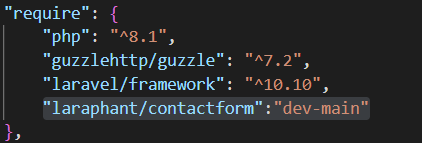 "require": {
"php": "^8.1",
"guzzlehttp/guzzle": "^7.2",
"laravel/framework": "^10.10",
"laraphant/contactform":"dev-main"
},